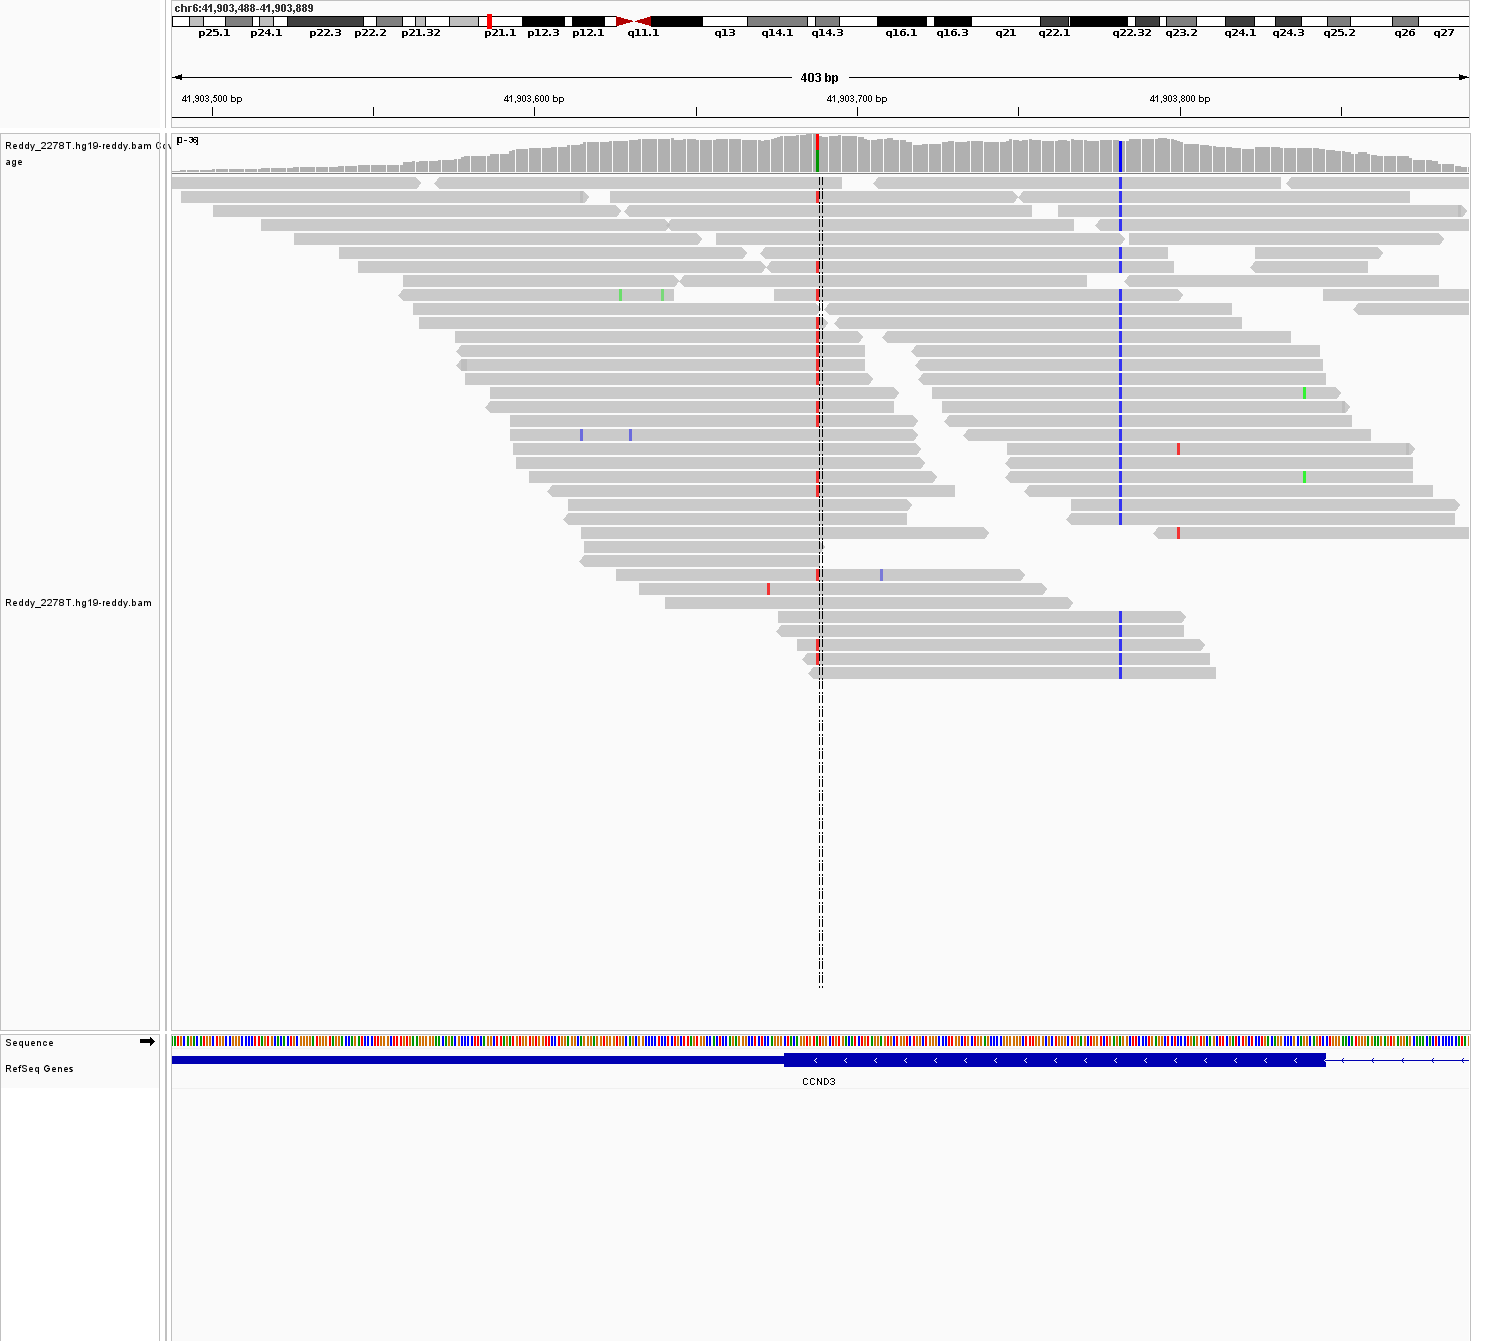 chr6:41,903,488-41,903,889
p25.1 p24.1 p22.3 p22.2 p21.32 p21.1 p12.3 p12.1 q11.1 q13 q14.1 q14.3 q16.1 q16.3 q21 q22.1 q22.32 q23.2 q24.1 q24.3 q25.2 q26 q27
403 bp
41,903,500 bp 41,903,600 bp 41,903,700 bp 41,903,800 bp
Reddy_2278T.hg19-reddy.bam Cov
age
[0-36]
Reddy_2278T.hg19-reddy.bam
Sequence
RefSeq Genes
CCND3